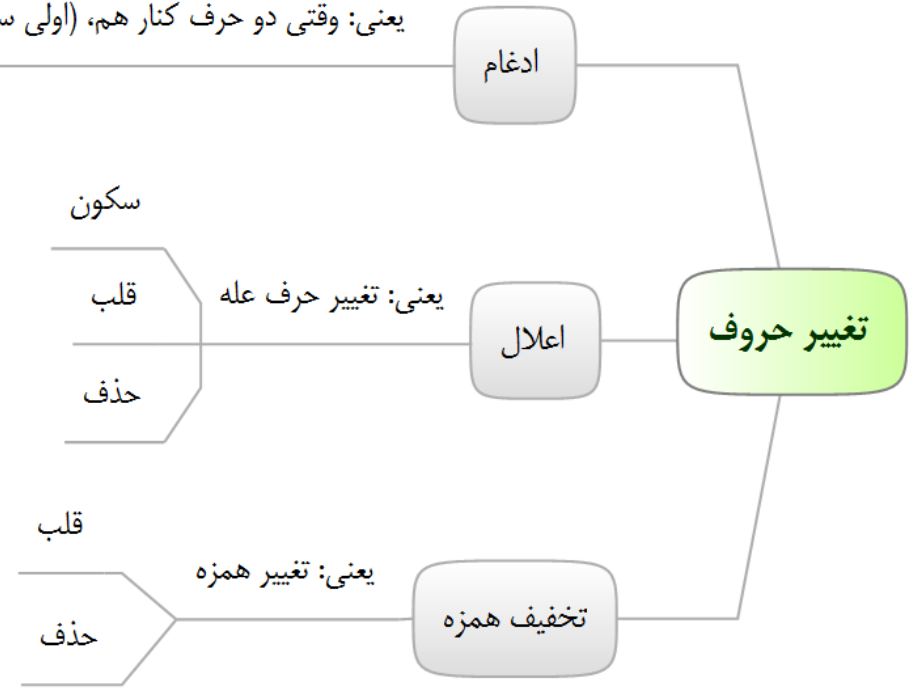 تغییر حروف
ادغام
یعنی: وقتی دو حرف کنار هم، (اولی
اعلال
یعنی: تغییر حرف عله
سکون
قلب
حذف
تخفیف همزه
یعنی: تغییر همزه
قلب
حذف